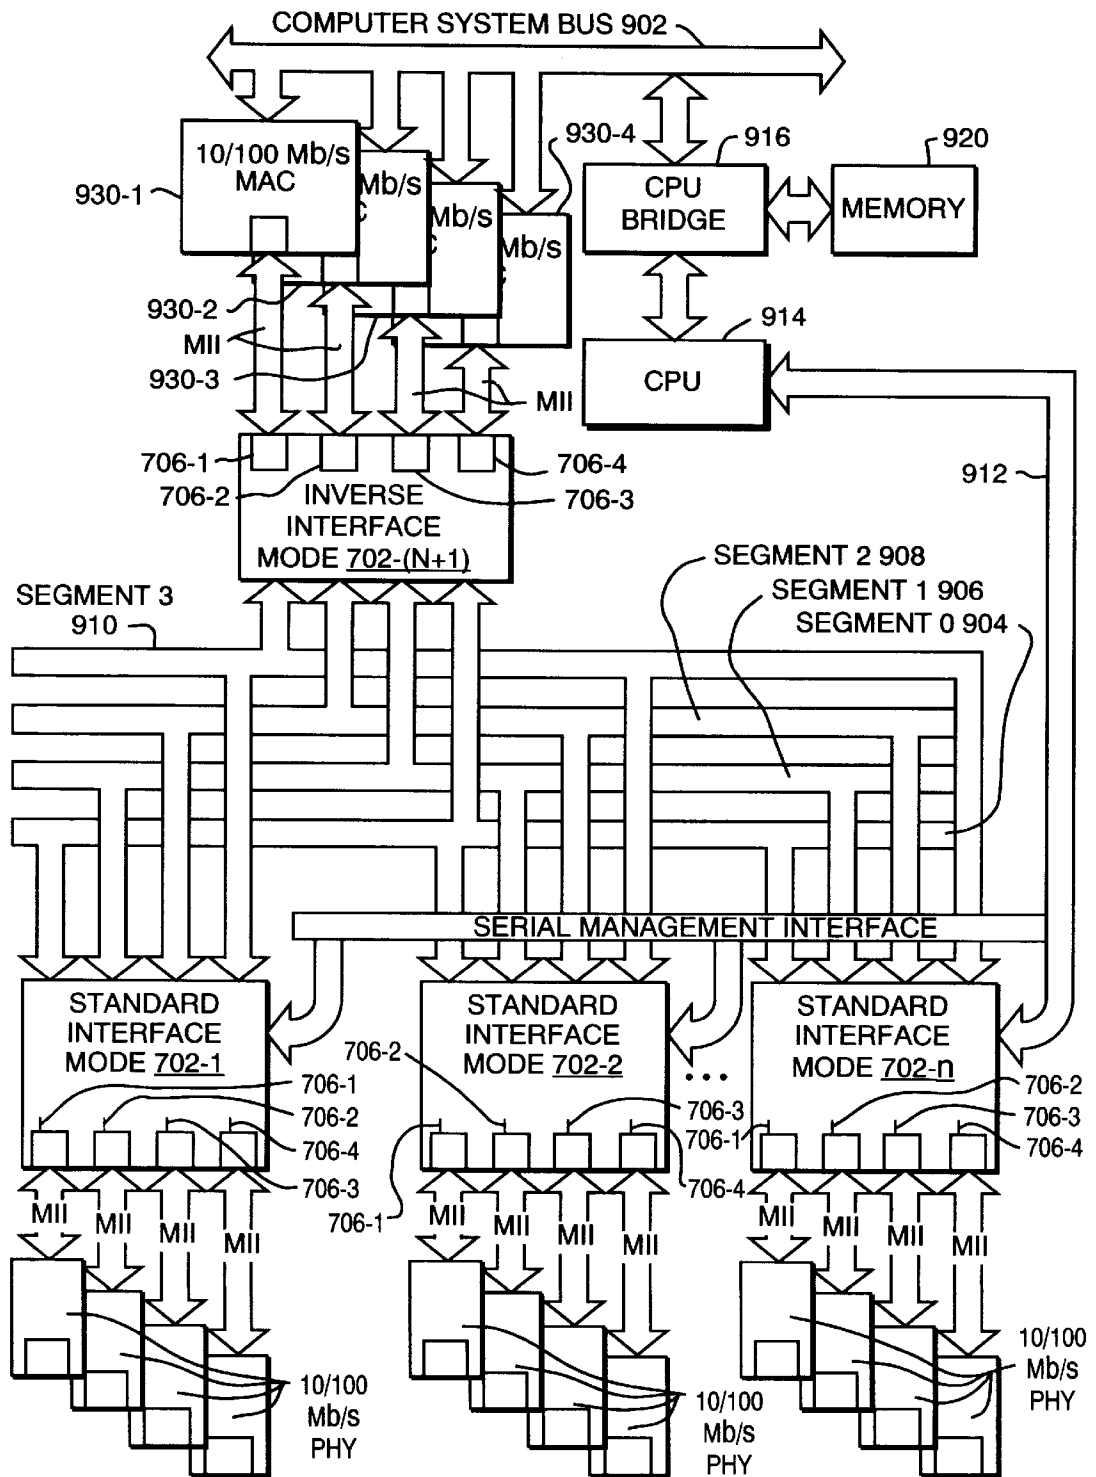 COMPUTER SYSTEM BUS 902
930-4
916
920
10/100 Mb/s
MAC
Mb/s
C
Mb/s
C
Mb/s
C
930-1
CPU
BRIDGE
MEMORY
930-2
MII
930-3
914
CPU
MII
706-1
706-2
706-4
706-3
912
INVERSE
INTERFACE
MODE 702-(N+1)
SEGMENT 2 908
SEGMENT 1 906
SEGMENT 0 904
SEGMENT 3
910
SERIAL MANAGEMENT INTERFACE
STANDARD
INTERFACE
MODE 702-1
706-1
706-2
706-4
706-3
STANDARD
INTERFACE
MODE 702-2
706-2
706-3
706-4
706-1
...
STANDARD
INTERFACE
MODE 702-n
706-2
706-3
706-1
706-4
MII
MII
MII
MII
MII
MII
MII
MII
MII
MII
MII
MII
10/100
Mb/s
PHY
10/100
Mb/s
PHY
10/100
Mb/s
PHY